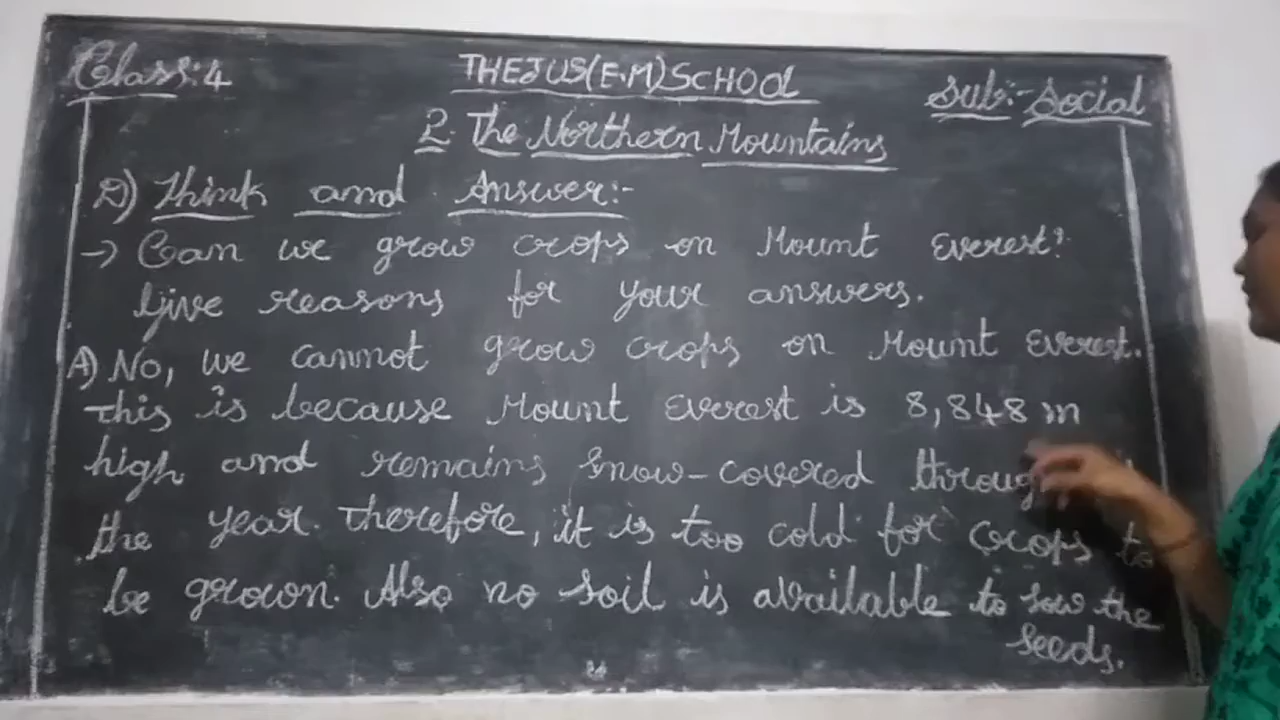 Class:4
THEJUS(E.M)SCHOOL
Sub:- Social
2. The Northern Mountains
D) Think and Answer:-
→ Can we grow crops on Mount Everest?
Give reasons for your answers.
A) No, we cannot grow crops on Mount Everest.
This is because Mount Everest is 8,848 m
high and remains snow-covered
the year. Therefore, it is too cold for crops to
be grown. Also no soil is available to sow the
seeds.